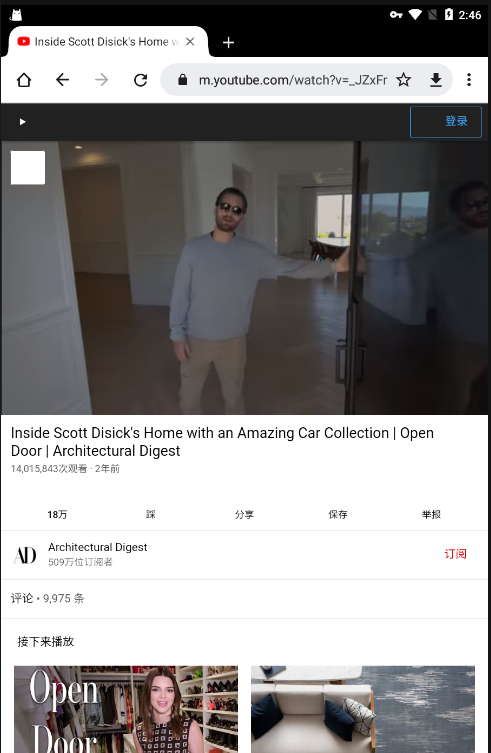 2:46
Inside Scott Disick's Home w
m.youtube.com/watch?v=_JZxFr
登录
Inside Scott Disick's Home with an Amazing Car Collection | Open
Door | Architectural Digest
14,015,843次观看 · 2年前
18万 踩 分享 保存 举报
AD
Architectural Digest
509万位订阅者
订阅
评论 • 9,975 条
接下来播放
Open
Door